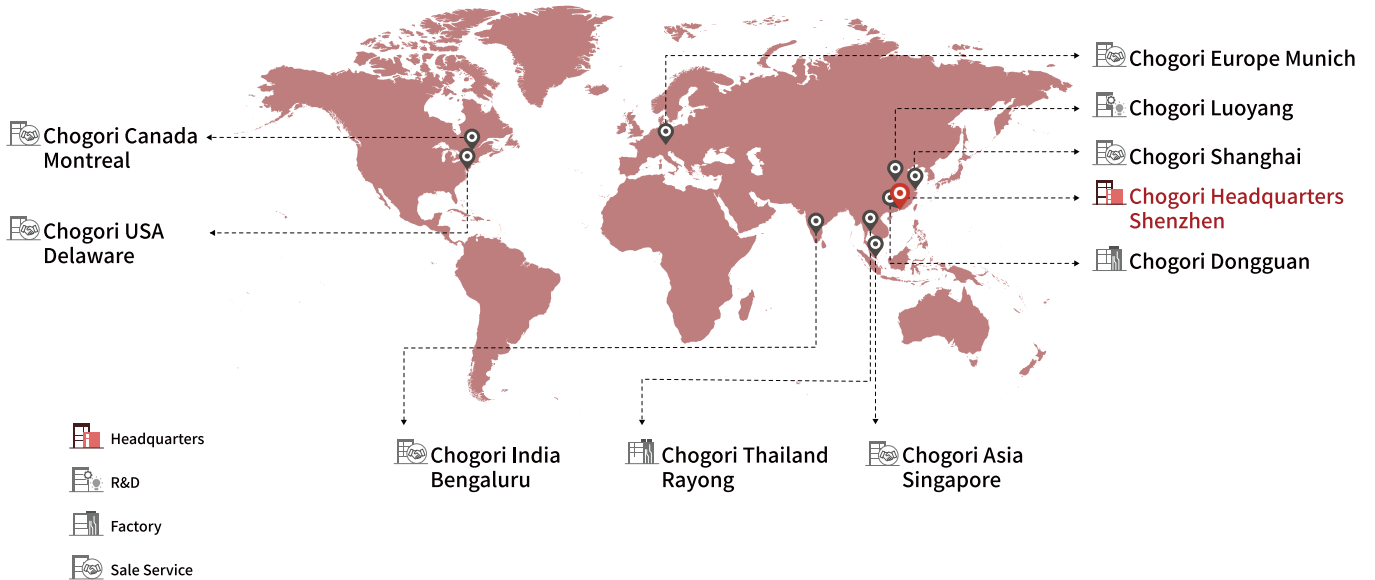 Chogori Europe Munich
Chogori Luoyang
Chogori Canada
Montreal
Chogori Shanghai
Chogori Headquarters
Shenzhen
Chogori USA
Delaware
Chogori Dongguan
Chogori India
Bengaluru
Chogori Thailand
Rayong
Chogori Asia
Singapore
Headquarters
R&D
Factory
Sale Service